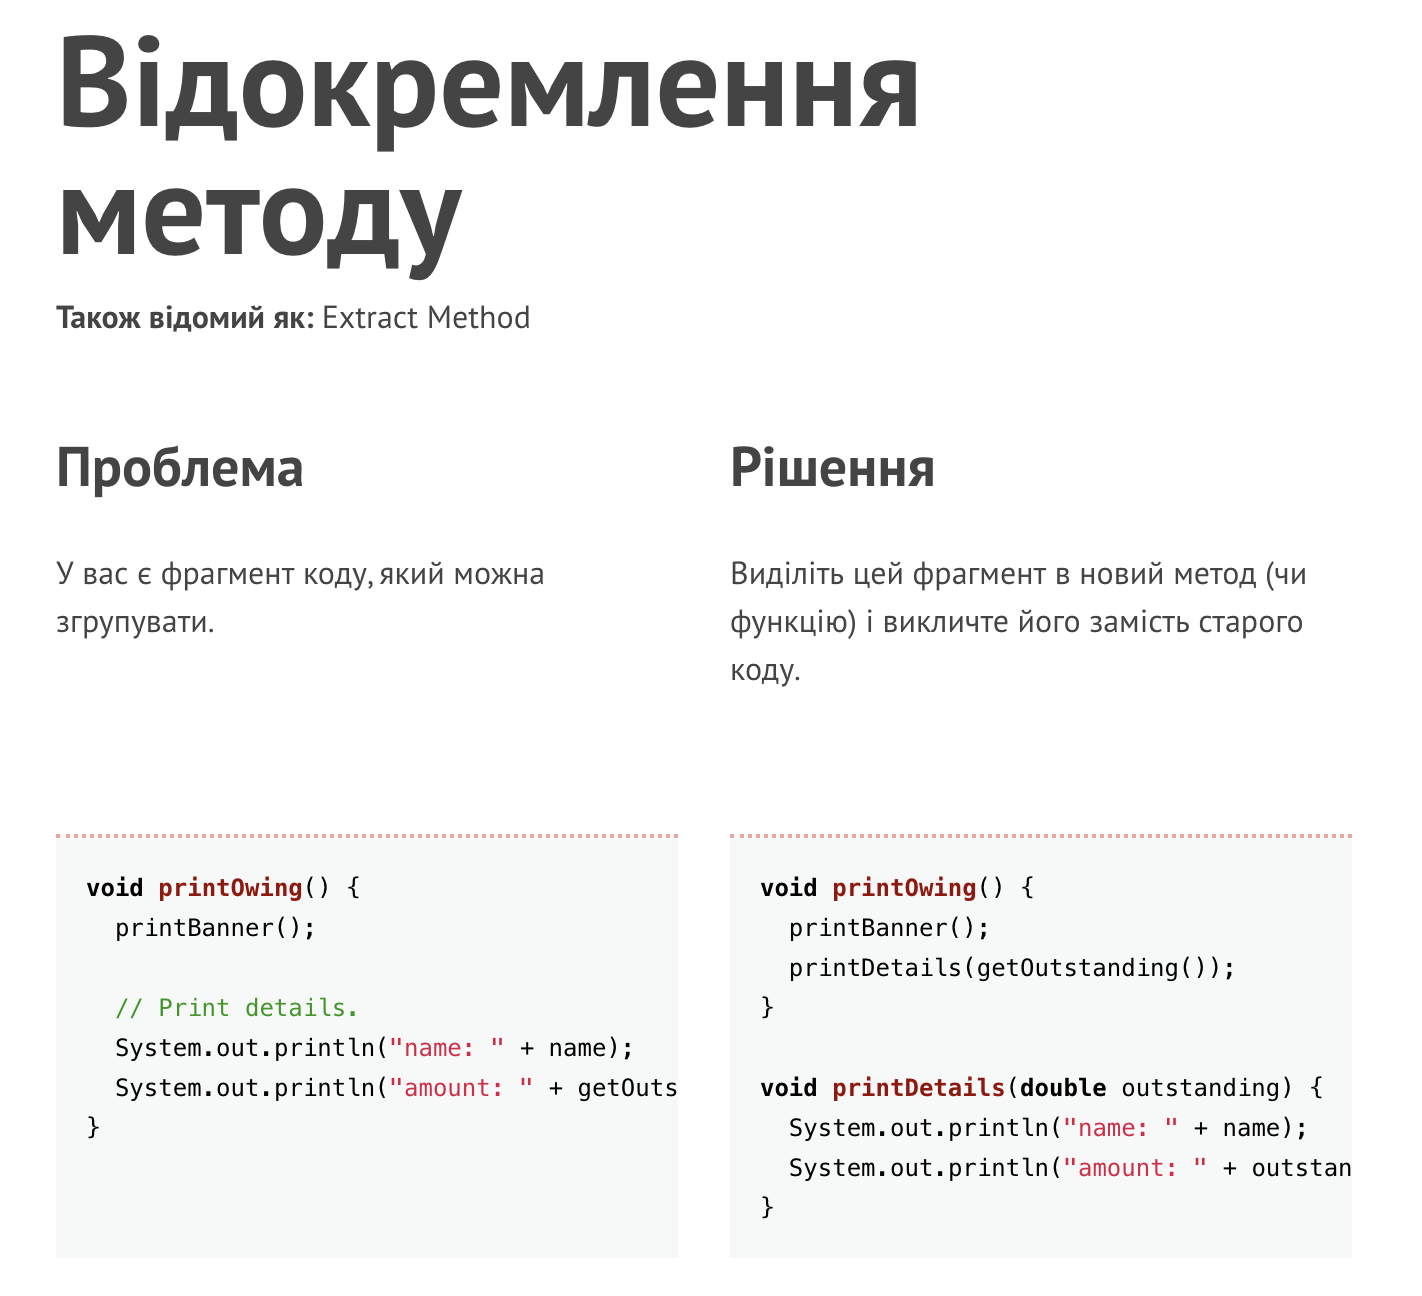 Відокремлення
методу
Також відомий як: Extract Method
Проблема
У вас є фрагмент коду, який можна
згрупувати.
Рішення
Виділіть цей фрагмент в новий метод (чи
функцію) і викличте його замість старого
коду.
void printOwing() {
  printBanner();

  // Print details.
  System.out.println("name: " + name);
  System.out.println("amount: " + getOuts
}
void printOwing() {
  printBanner();
  printDetails(getOutstanding());
}

void printDetails(double outstanding) {
  System.out.println("name: " + name);
  System.out.println("amount: " + outstan
}